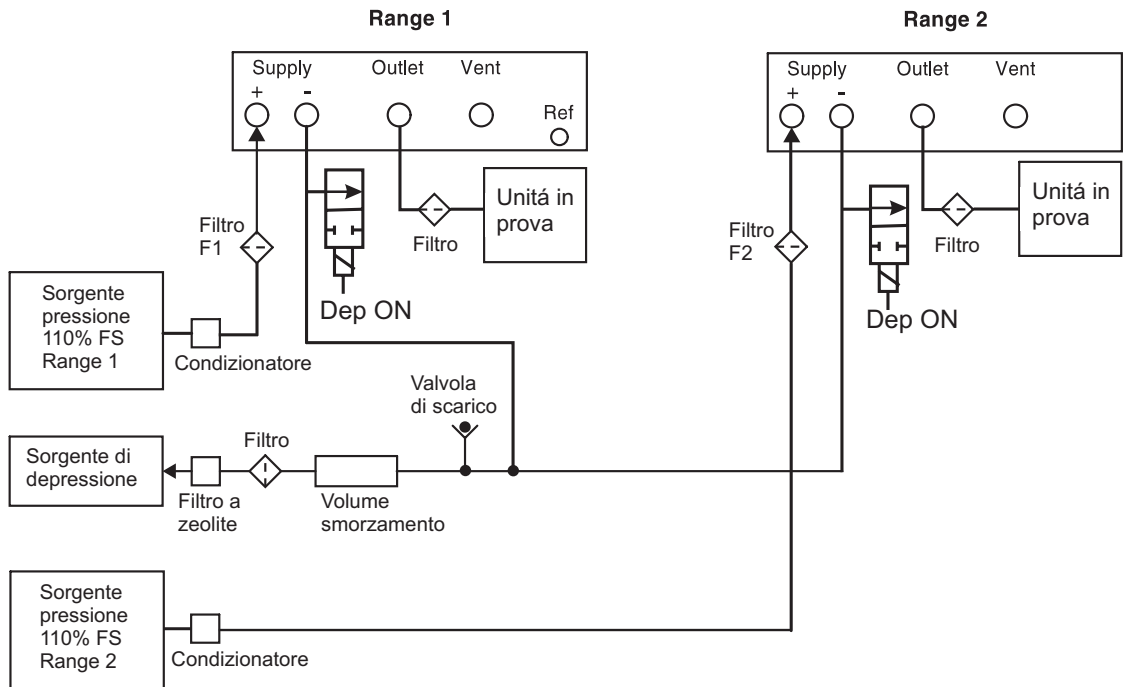 Range 1
Range 2
Supply Outlet Vent
+ -
Ref
Supply Outlet Vent
+ -
Filtro
F1
Filtro
Unitá in
prova
Dep ON
Filtro
F2
Filtro
Unitá in
prova
Dep ON
Sorgente
pressione
110% FS
Range 1
Condizionatore
Valvola
di scarico
Sorgente di
depressione
Filtro
Filtro a
zeolite
Volume
smorzamento
Sorgente
pressione
110% FS
Range 2
Condizionatore